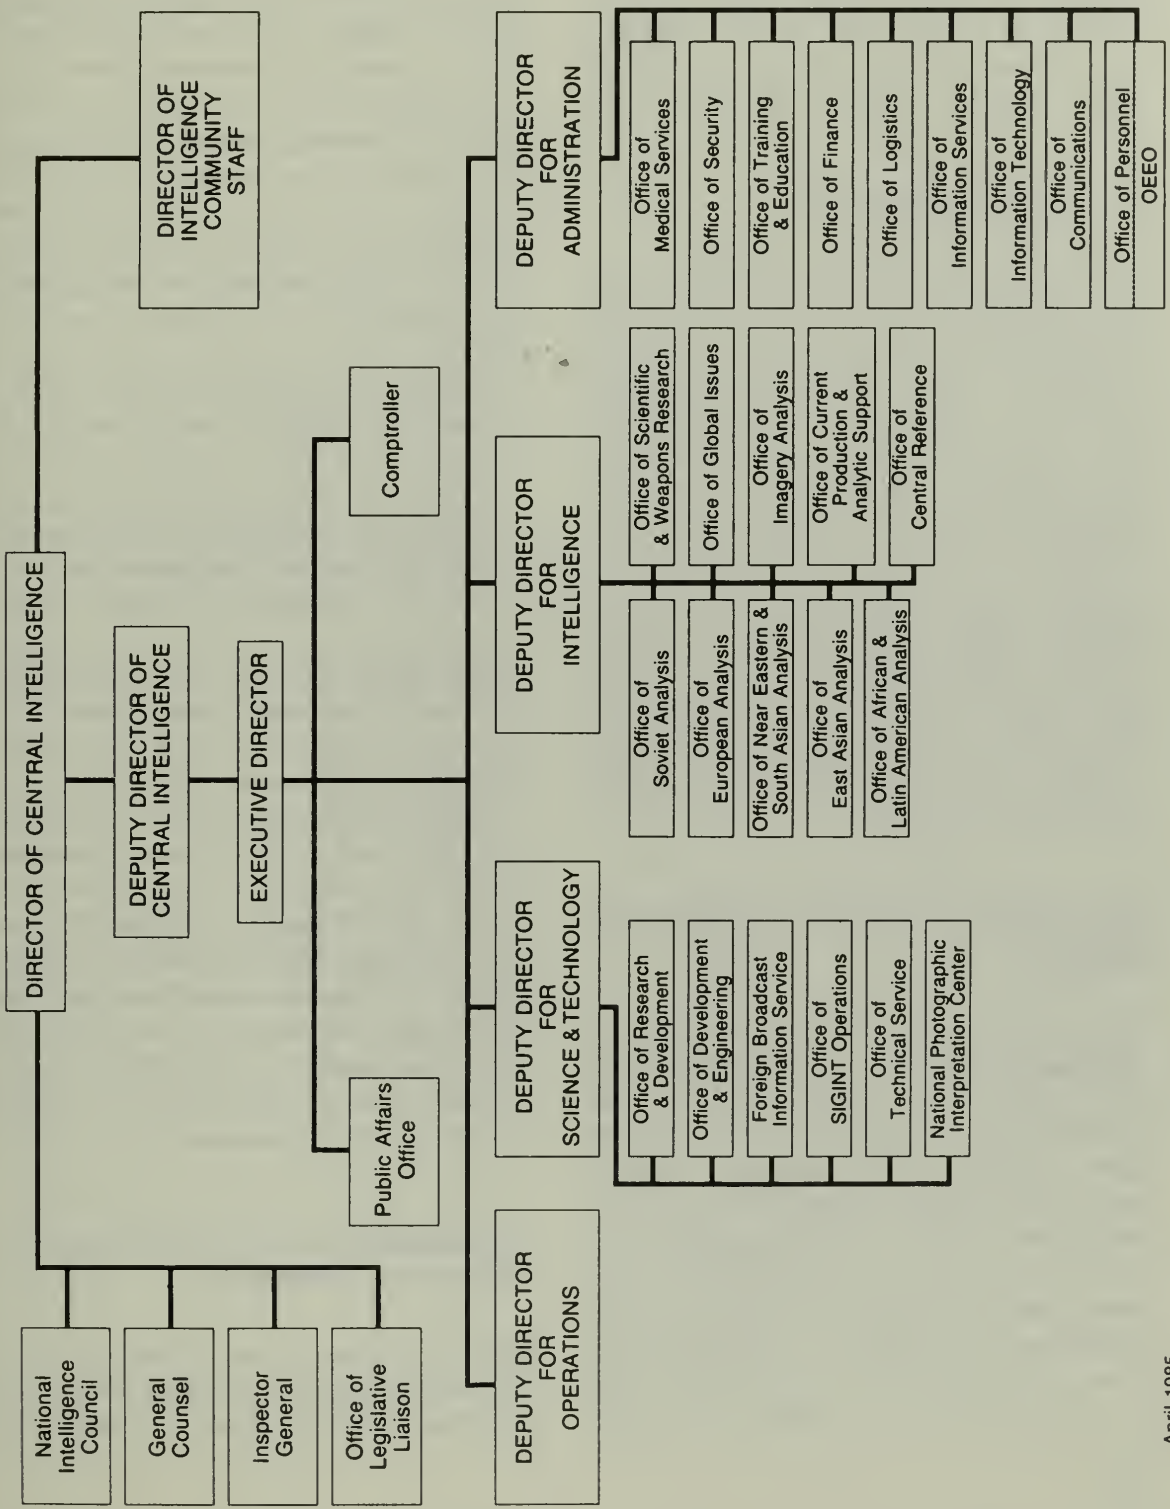 DIRECTOR OF CENTRAL INTELLIGENCE
National
Intelligence
Council
General
Counsel
Inspector
General
Office of
Legislative
Liaison
DEPUTY DIRECTOR OF
CENTRAL INTELLIGENCE
DIRECTOR OF
INTELLIGENCE
COMMUNITY
STAFF
EXECUTIVE DIRECTOR
Public Affairs
Office
Comptroller
DEPUTY DIRECTOR
FOR
OPERATIONS
DEPUTY DIRECTOR
FOR
SCIENCE & TECHNOLOGY
Office of Research
& Development
Office of Development
& Engineering
Foreign Broadcast
Information Service
Office of
SIGINT Operations
Office of
Technical Service
National Photographic
Interpretation Center
DEPUTY DIRECTOR
FOR
INTELLIGENCE
Office of
Soviet Analysis
Office of
European Analysis
Office of Near Eastern &
South Asian Analysis
Office of
East Asian Analysis
Office of African &
Latin American Analysis
Office of Scientific
& Weapons Research
Office of Global Issues
Office of
Imagery Analysis
Office of Current
Production &
Analytic Support
Office of
Central Reference
DEPUTY DIRECTOR
FOR
ADMINISTRATION
Office of
Medical Services
Office of Security
Office of Training
& Education
Office of Finance
Office of Logistics
Office of
Information Services
Office of
Information Technology
Office of
Communications
Office of Personnel
OEEO
April 1985